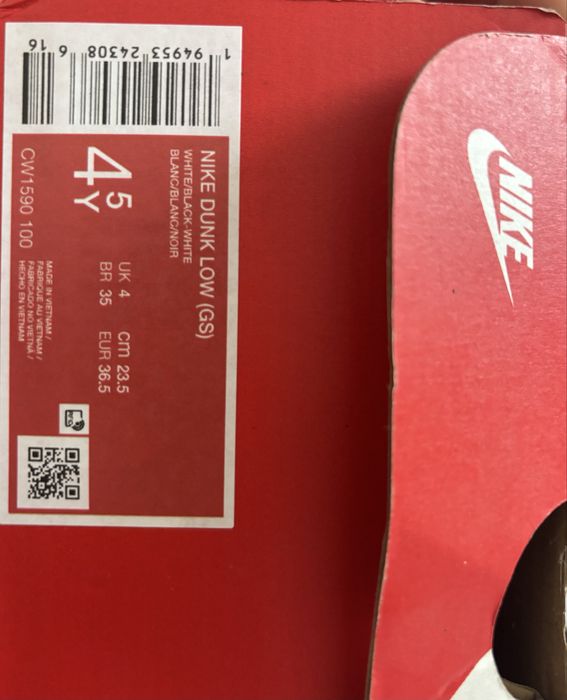 NIKE DUNK LOW (GS)
WHITE/BLACK-WHITE
BLANC/BLANC/NOIR
4 5 Y
UK 4 cm 23.5
BR 35 EUR 36.5
CW1590 100
MADE IN VIETNAM /
FABRIQUE AU VIETNAM /
FABRICADO NO VIETNÃ /
HECHO EN VIETNAM
1 94953 24308 6 16
NIKE